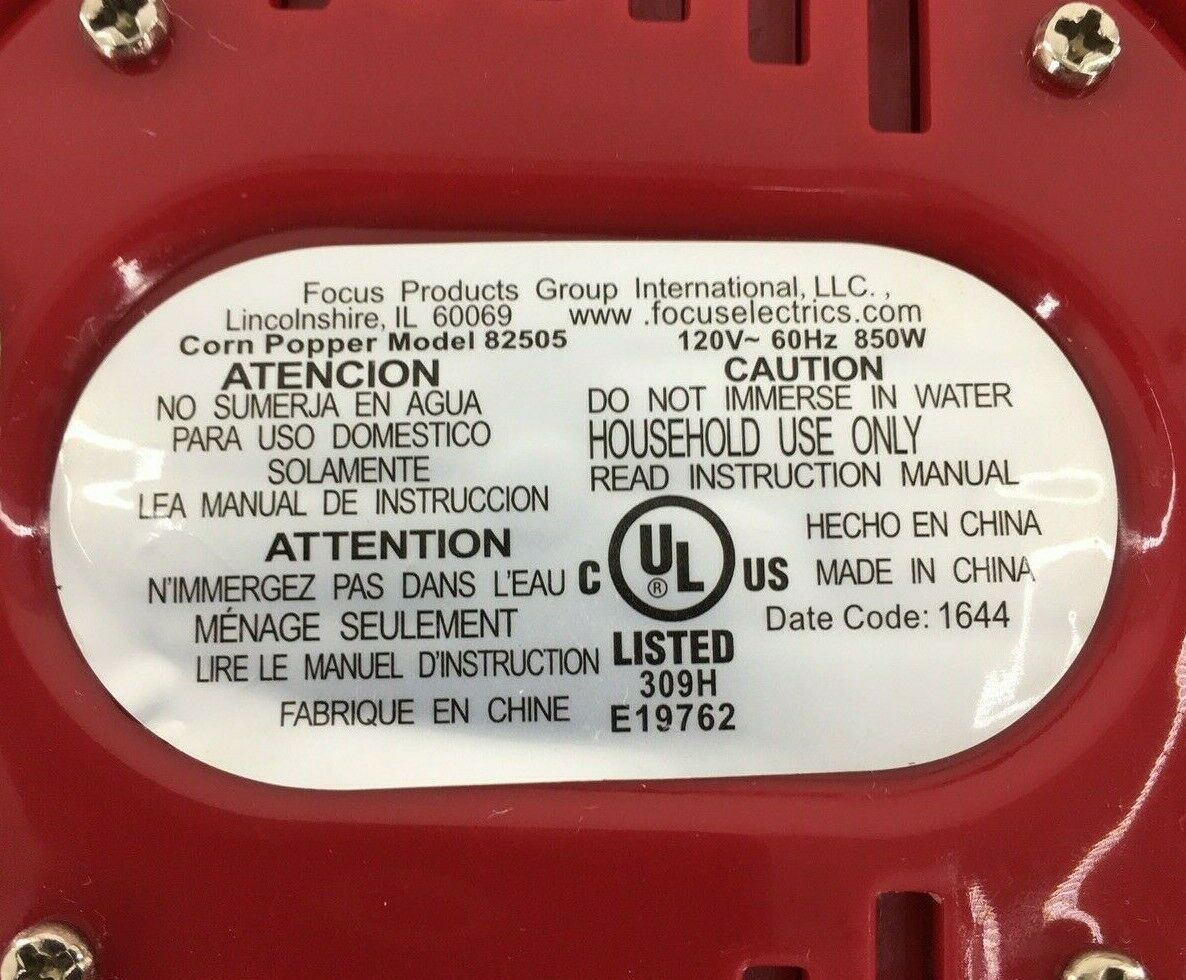 Focus Products Group International, LLC. ,
Lincolnshire, IL 60069 www .focuselectrics.com
Corn Popper Model 82505 120V~ 60Hz 850W
ATENCION
NO SUMERJA EN AGUA
PARA USO DOMESTICO
SOLAMENTE
LEA MANUAL DE INSTRUCCION
ATTENTION
N'IMMERGEZ PAS DANS L'EAU
MÉNAGE SEULEMENT
LIRE LE MANUEL D'INSTRUCTION
FABRIQUE EN CHINE
CAUTION
DO NOT IMMERSE IN WATER
HOUSEHOLD USE ONLY
READ INSTRUCTION MANUAL
C UL ® US
LISTED
309H
E19762
HECHO EN CHINA
MADE IN CHINA
Date Code: 1644